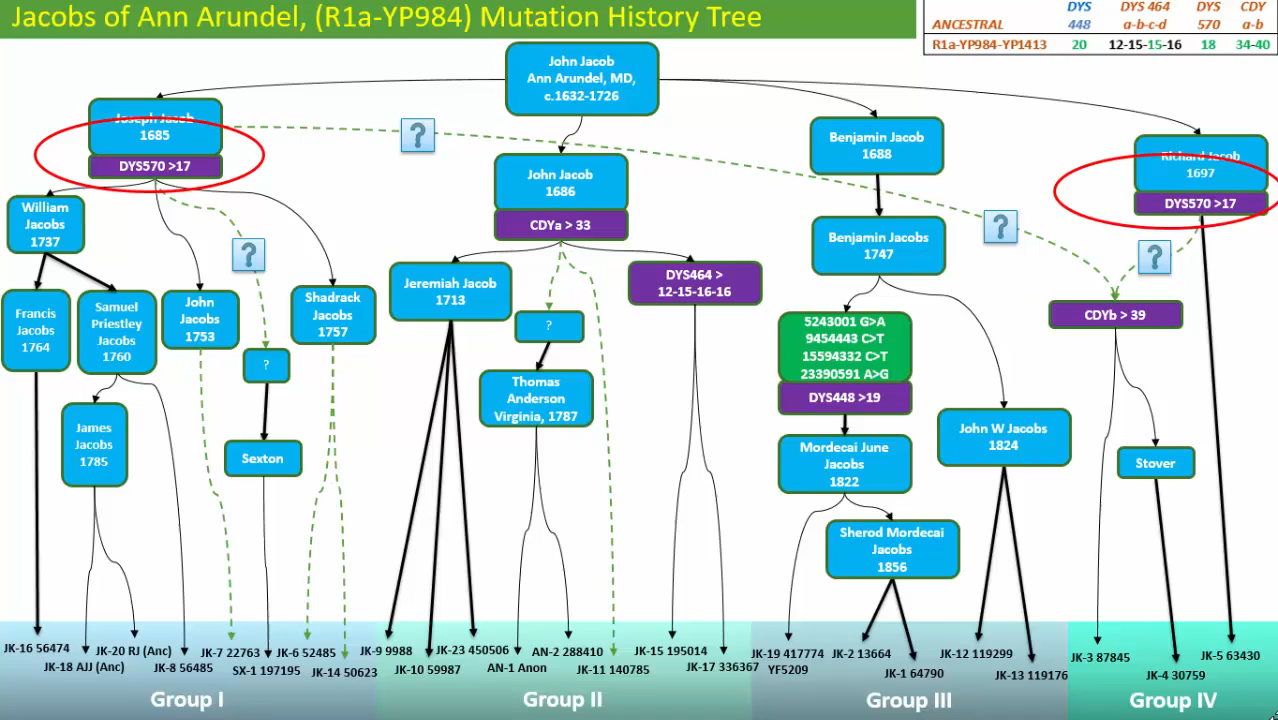 Jacobs of Ann Arundel, (R1a-YP984) Mutation History Tree
DYS DYS 464 DYS CDY
ANCESTRAL 448 a-b-c-d 570 a-b
R1a-YP984-YP1413 20 12-15-15-16 18 34-40
John Jacob
Ann Arundel, MD,
c.1632-1726
Joseph Jacob
1685
DYS570 >17
?
John Jacob
1686
CDYa > 33
Benjamin Jacob
1688
Richard Jacob
1697
DYS570 >17
William
Jacobs
1737
?
Jeremiah Jacob
1713
DYS464 >
12-15-16-16
Benjamin Jacobs
1747
?
?
Francis
Jacobs
1764
Samuel
Priestley
Jacobs
1760
John
Jacobs
1753
Shadrack
Jacobs
1757
?
5243001 G>A
9454443 C>T
15594332 C>T
23390591 A>G
DYS448 >19
CDYb > 39
?
Thomas
Anderson
Virginia, 1787
James
Jacobs
1785
Sexton
Mordecai June
Jacobs
1822
John W Jacobs
1824
Stover
Sherod Mordecai
Jacobs
1856
JK-16 56474
JK-18 AJJ (Anc)
JK-20 RJ (Anc)
JK-8 56485
JK-7 22763
SX-1 197195
JK-6 52485
JK-14 50623
JK-9 9988
JK-10 59987
JK-23 450506
AN-1 Anon
AN-2 288410
JK-11 140785
JK-15 195014
JK-17 336367
JK-19 417774
YF5209
JK-2 13664
JK-1 64790
JK-12 119299
JK-13 119176
JK-3 87845
JK-4 30759
JK-5 63430
Group I
Group II
Group III
Group IV